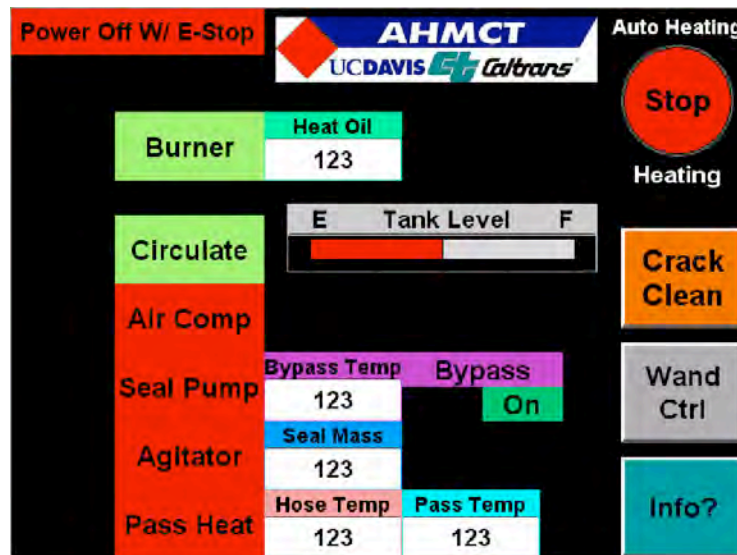 Power Off W/ E-Stop
AHMCT
UCDAVIS Ct Caltrans
Auto Heating
Stop
Heating
Burner
Heat Oil
123
E Tank Level F
Circulate
Crack
Clean
Air Comp
Bypass Temp Bypass
Seal Pump
123
On
Wand
Ctrl
Seal Mass
Agitator
123
Hose Temp Pass Temp
Pass Heat
123 123
Info?